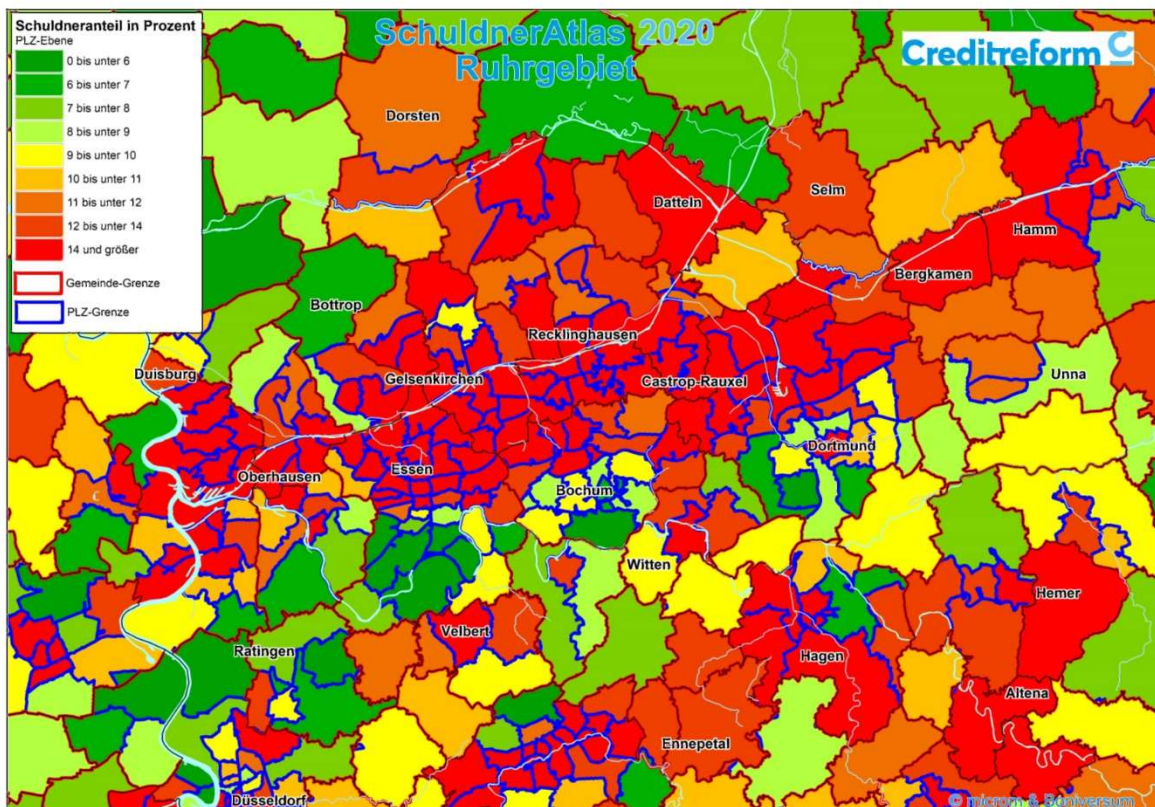 Schuldneranteil in Prozent
PLZ-Ebene
0 bis unter 6
6 bis unter 7
7 bis unter 8
8 bis unter 9
9 bis unter 10
10 bis unter 11
11 bis unter 12
12 bis unter 14
14 und größer
Gemeinde-Grenze
PLZ-Grenze
SchuldnerAtlas 2020
Ruhrgebiet
Creditreform C
Dorsten
Datteln
Selm
Hamm
Bergkamen
Bottrop
Recklinghausen
Duisburg
Gelsenkirchen
Castrop-Rauxel
Unna
Dortmund
Oberhausen
Essen
Bochum
Witten
Hemer
Velbert
Ratingen
Hagen
Altena
Ennepetal
Düsseldorf
© microm & Boniversum